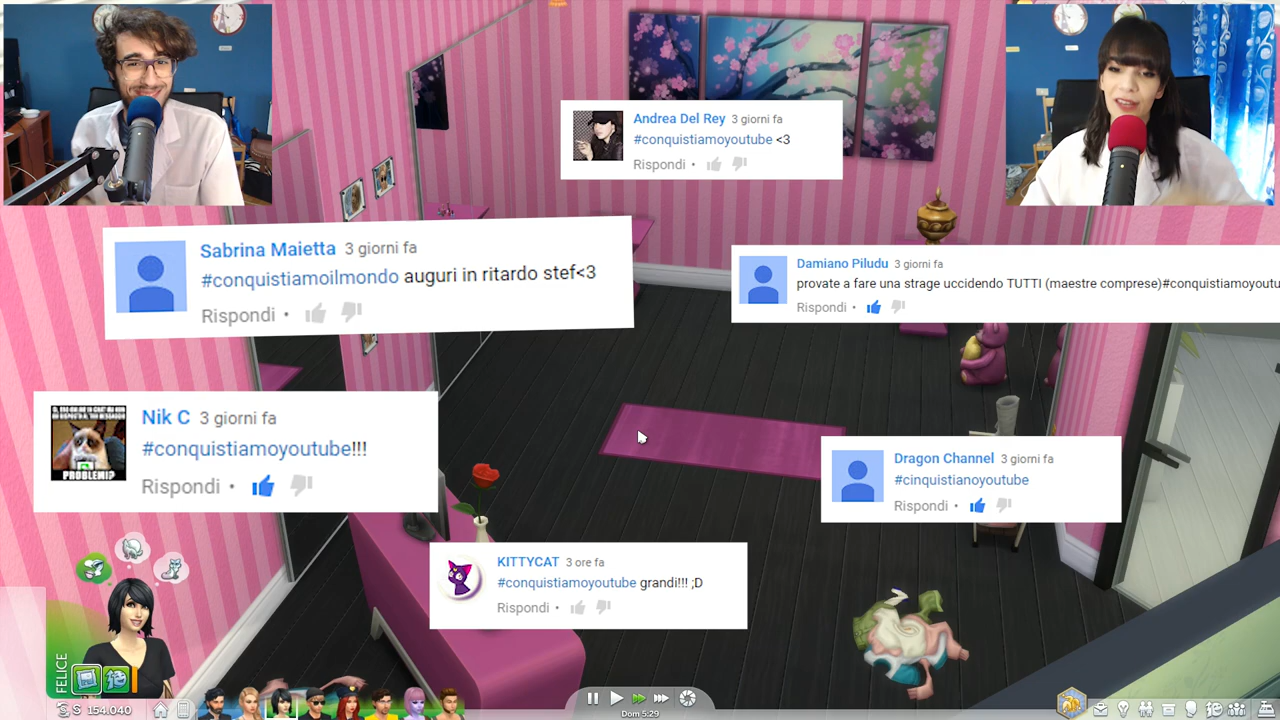 Andrea Del Rey 3 giorni fa
#conquistiamoyoutube <3
Rispondi •
Sabrina Maietta 3 giorni fa
#conquistiamoilmondo auguri in ritardo stef<3
Rispondi •
Damiano Piludu 3 giorni fa
provate a fare una strage uccidendo TUTTI (maestre comprese)#conquistiamoyoutu
Rispondi •
Nik C 3 giorni fa
#conquistiamoyoutube!!!
Rispondi •
PROBLEMI?
Dragon Channel 3 giorni fa
#cinquistianoyoutube
Rispondi •
KITTYCAT 3 ore fa
#conquistiamoyoutube grandi!!! ;D
Rispondi •
FELICE
§ 154.040
Dom 5:29